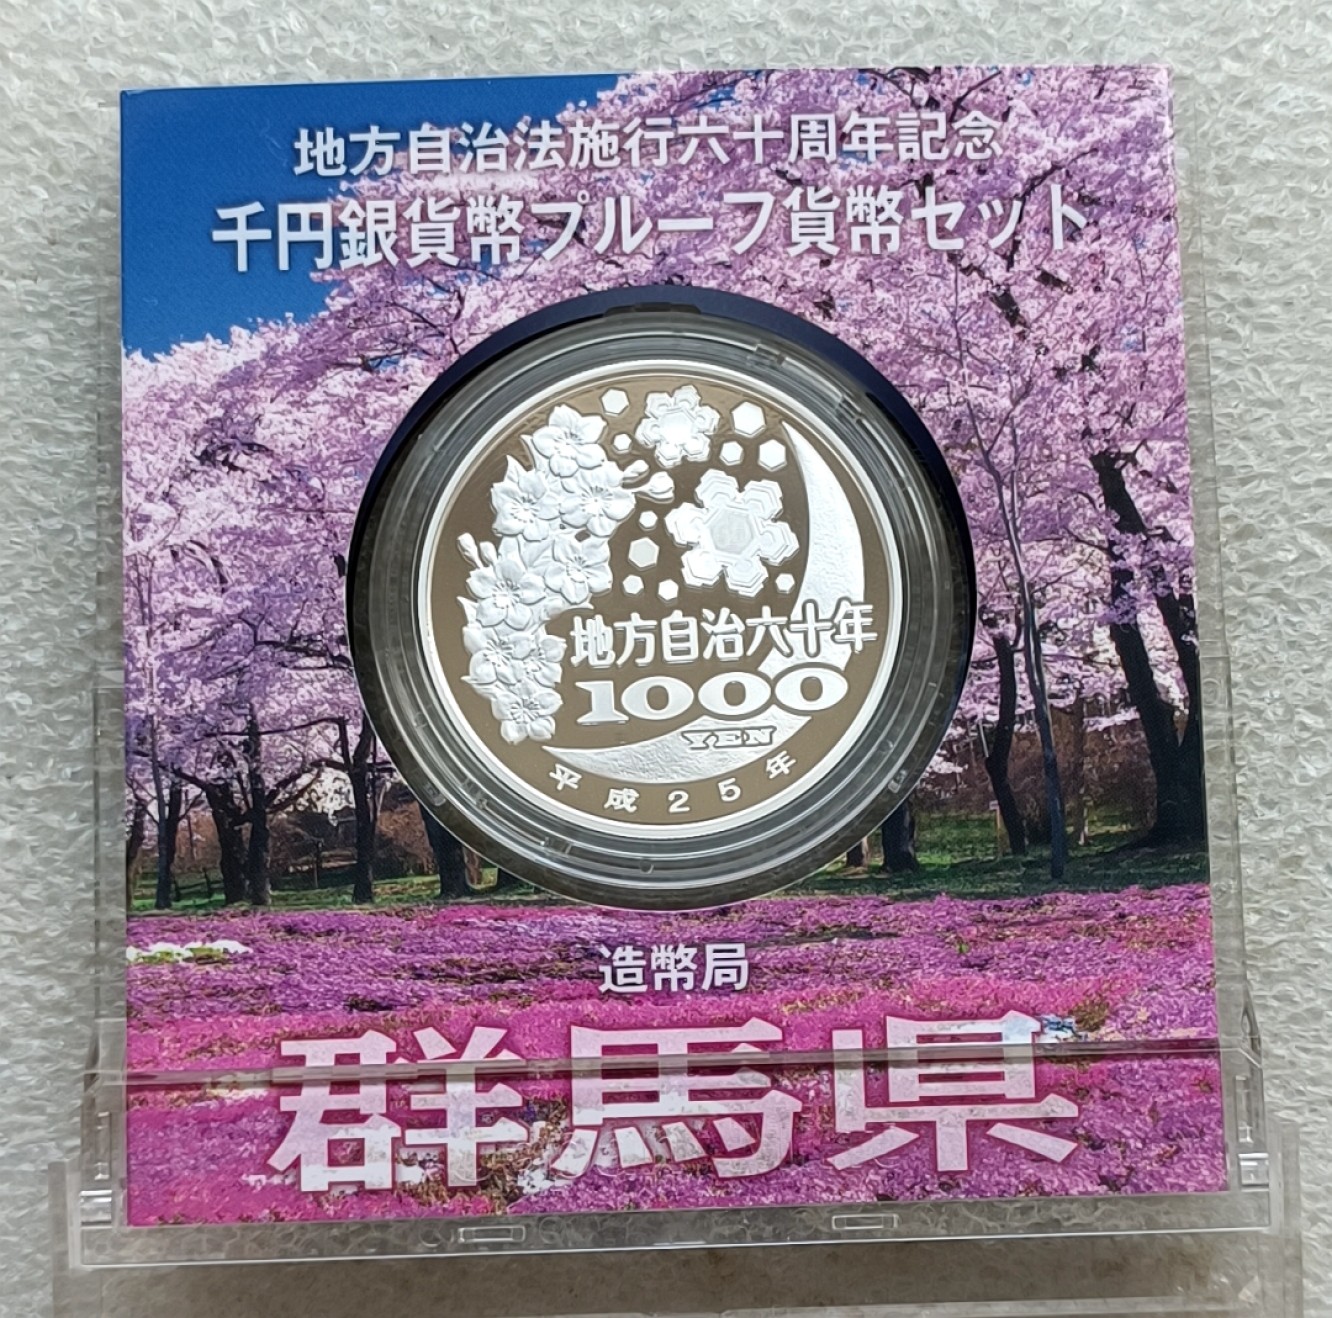 地方自治法施行六十周年記念
千円銀貨幣プルーフ貨幣セット
地方自治六十年
1000
YEN
平成25年
造幣局
群馬県